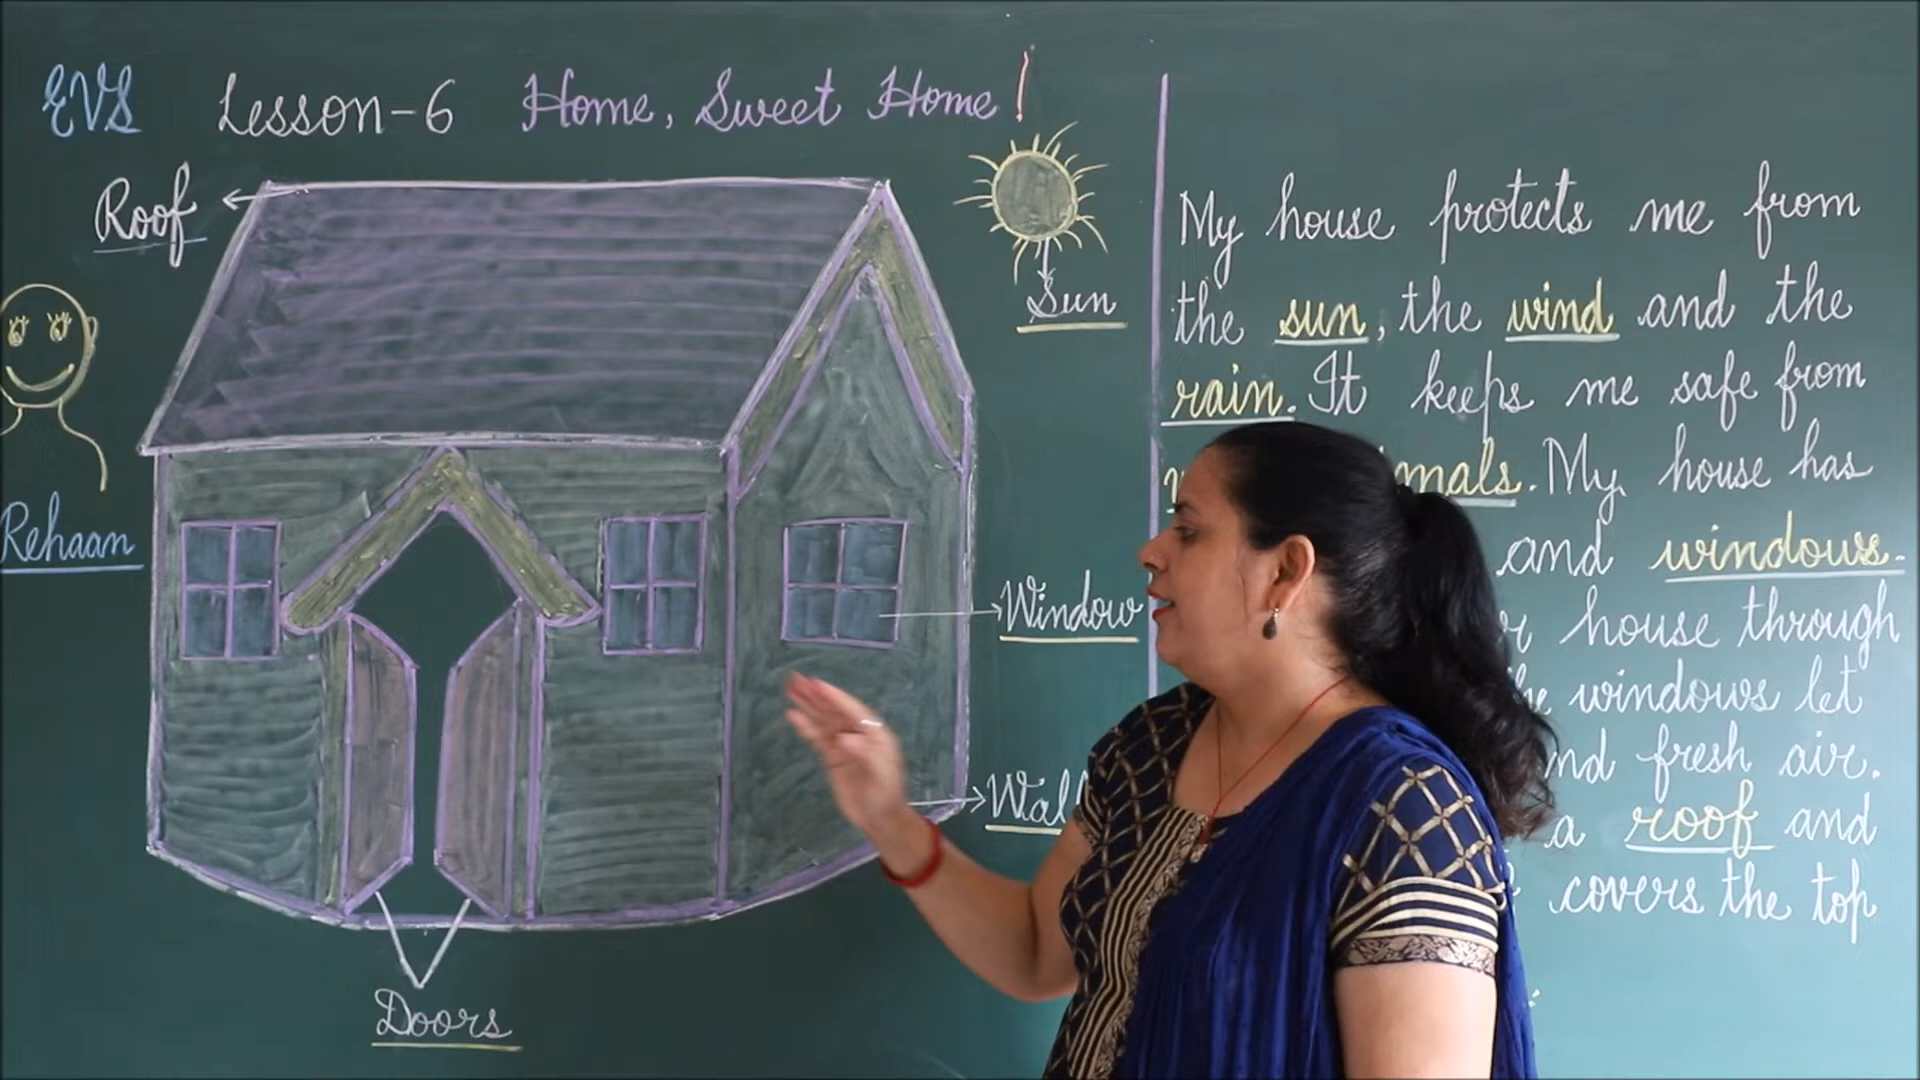 EVS Lesson-6 Home, Sweet Home!
Roof
Sun
Rehaan
Window
Doors
My house protects me from
the sun, the wind and the
rain. It keeps me safe from
My house has
and windows.
house through
windows let
fresh air.
a roof and
covers the top